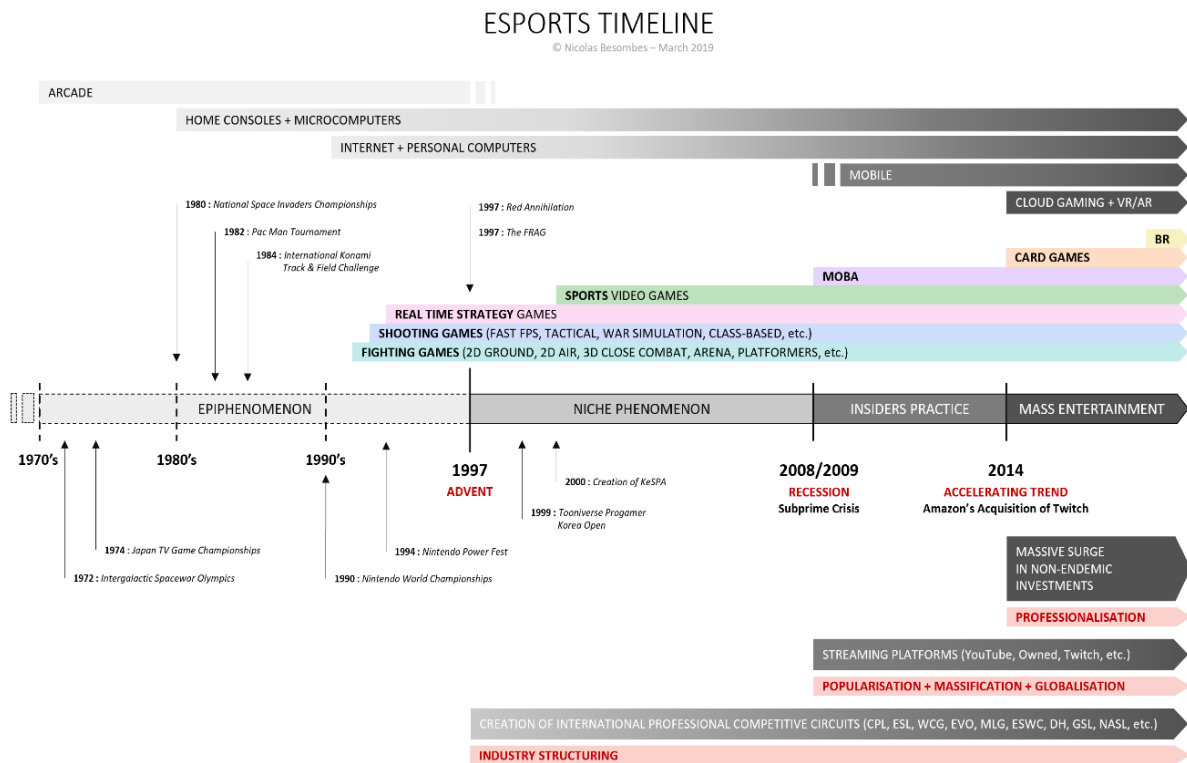 ESPORTS TIMELINE
© Nicolas Besombes – March 2019
ARCADE
HOME CONSOLES + MICROCOMPUTERS
INTERNET + PERSONAL COMPUTERS
MOBILE
CLOUD GAMING + VR/AR
1980 : National Space Invaders Championships
1982 : Pac Man Tournament
1984 : International Konami
Track & Field Challenge
1997 : Red Annihilation
1997 : The FRAG
BR
CARD GAMES
MOBA
SPORTS VIDEO GAMES
REAL TIME STRATEGY GAMES
SHOOTING GAMES (FAST FPS, TACTICAL, WAR SIMULATION, CLASS-BASED, etc.)
FIGHTING GAMES (2D GROUND, 2D AIR, 3D CLOSE COMBAT, ARENA, PLATFORMERS, etc.)
EPIPHENOMENON
NICHE PHENOMENON
INSIDERS PRACTICE
MASS ENTERTAINMENT
1970's
1980's
1990's
1997
ADVENT
2008/2009
RECESSION
Subprime Crisis
2014
ACCELERATING TREND
Amazon's Acquisition of Twitch
2000 : Creation of KeSPA
1999 : Tooniverse Progamer
Korea Open
1994 : Nintendo Power Fest
1990 : Nintendo World Championships
1974 : Japan TV Game Championships
1972 : Intergalactic Spacewar Olympics
MASSIVE SURGE
IN NON-ENDEMIC
INVESTMENTS
PROFESSIONALISATION
STREAMING PLATFORMS (YouTube, Owned, Twitch, etc.)
POPULARISATION + MASSIFICATION + GLOBALISATION
CREATION OF INTERNATIONAL PROFESSIONAL COMPETITIVE CIRCUITS (CPL, ESL, WCG, EVO, MLG, ESWC, DH, GSL, NASL, etc.)
INDUSTRY STRUCTURING